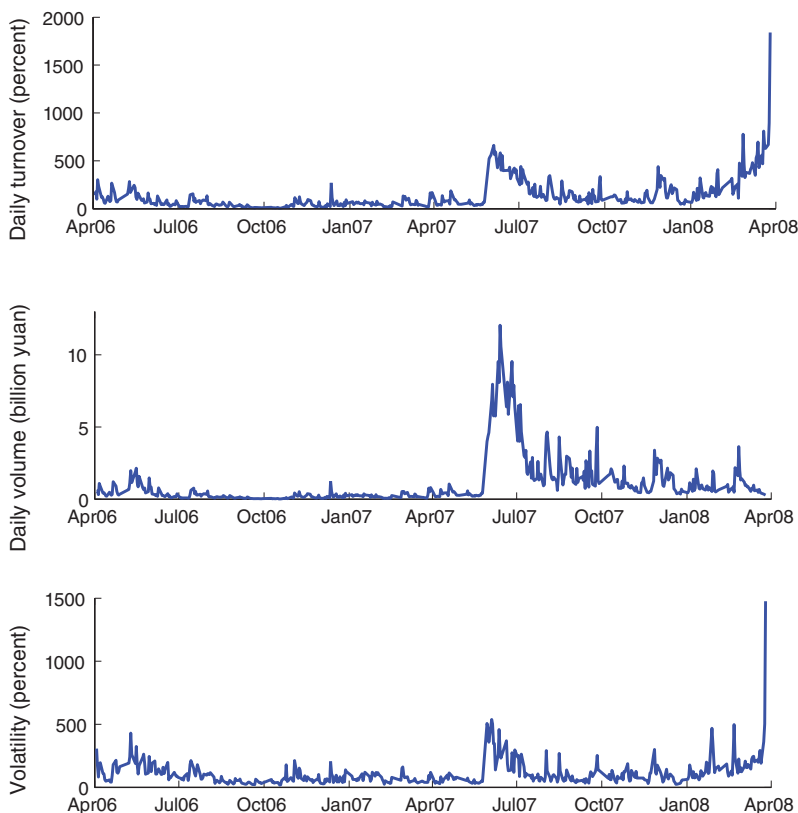 Daily turnover (percent)
2000
1500
1000
500
0
Apr06 Jul06 Oct06 Jan07 Apr07 Jul07 Oct07 Jan08 Apr08
Daily volume (billion yuan)
10
5
0
Apr06 Jul06 Oct06 Jan07 Apr07 Jul07 Oct07 Jan08 Apr08
Volatility (percent)
1500
1000
500
0
Apr06 Jul06 Oct06 Jan07 Apr07 Jul07 Oct07 Jan08 Apr08